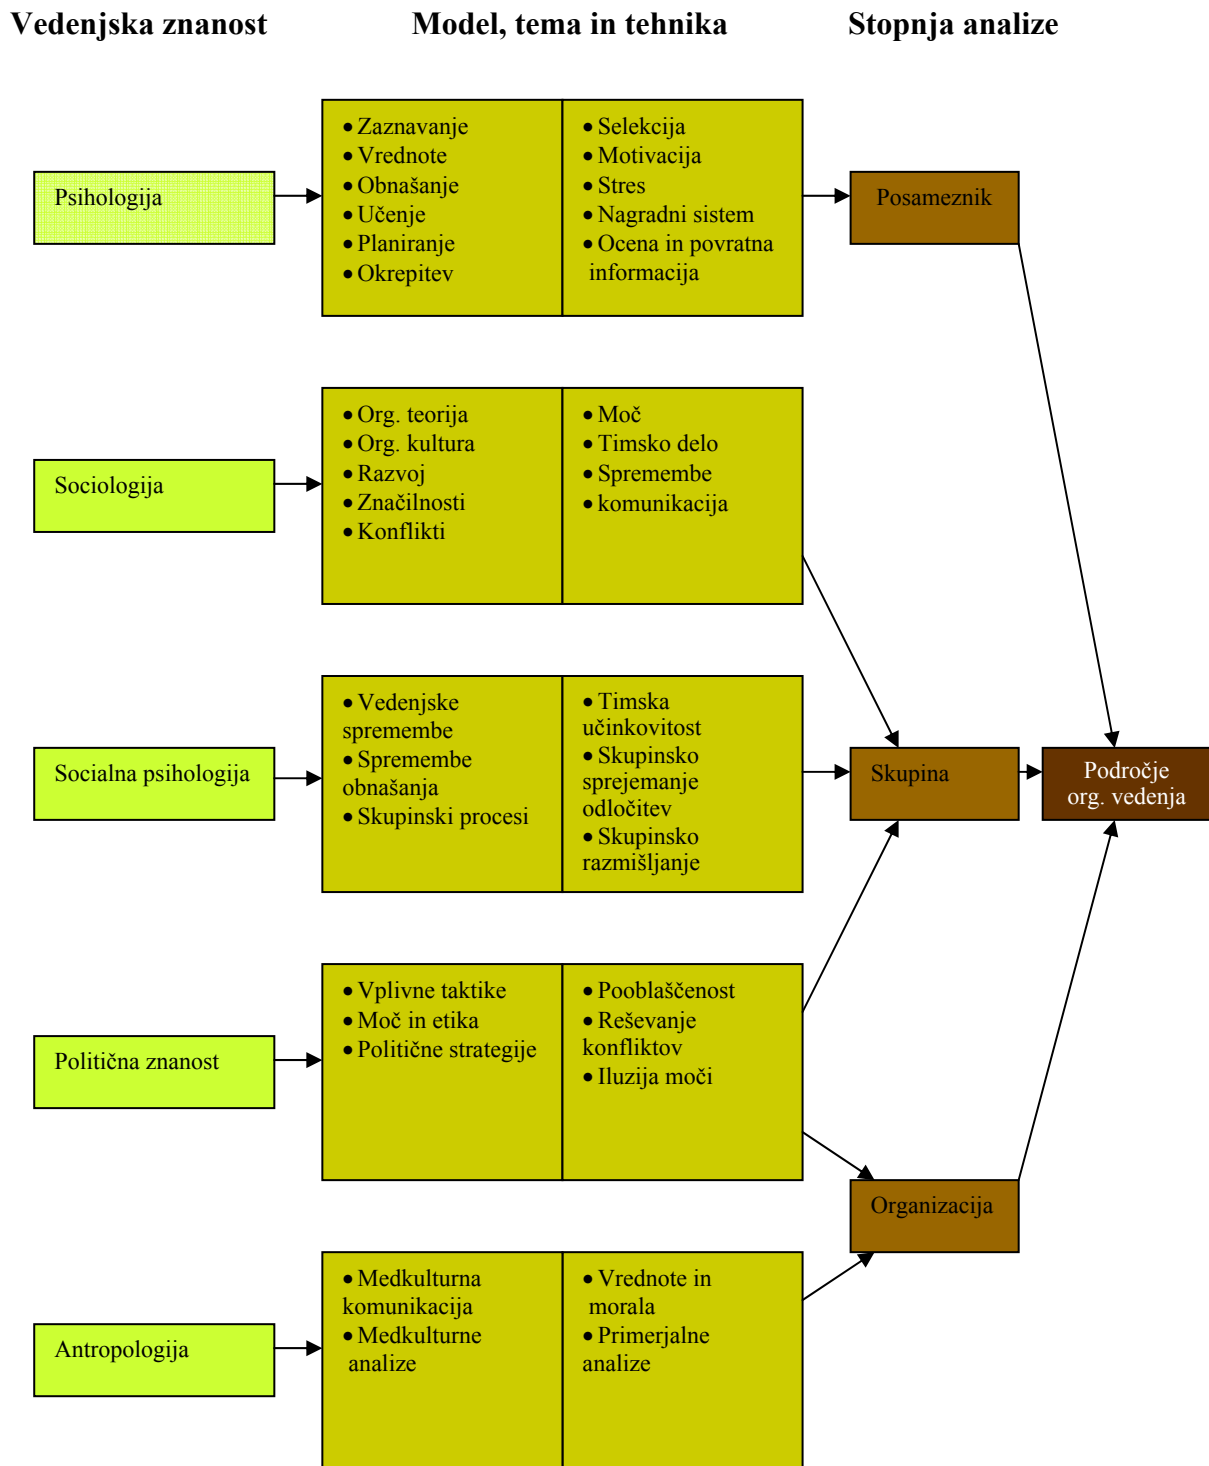 Vedenjska znanost
Model, tema in tehnika
Stopnja analize
Psihologija
• Zaznavanje
• Vrednote
• Obnašanje
• Učenje
• Planiranje
• Okrepitev
• Selekcija
• Motivacija
• Stres
• Nagradni sistem
• Ocena in povratna
informacija
Posameznik
Sociologija
• Org. teorija
• Org. kultura
• Razvoj
• Značilnosti
• Konflikti
• Moč
• Timsko delo
• Spremembe
• komunikacija
Socialna psihologija
• Vedenjske
spremembe
• Spremembe
obnašanja
• Skupinski procesi
• Timska
učinkovitost
• Skupinsko
sprejemanje
odločitev
• Skupinsko
razmišljanje
Skupina
Področje
org. vedenja
Politična znanost
• Vplivne taktike
• Moč in etika
• Politične strategije
• Pooblaščenost
• Reševanje
konfliktov
• Iluzija moči
Organizacija
Antropologija
• Medkulturna
komunikacija
• Medkulturne
analize
• Vrednote in
morala
• Primerjalne
analize